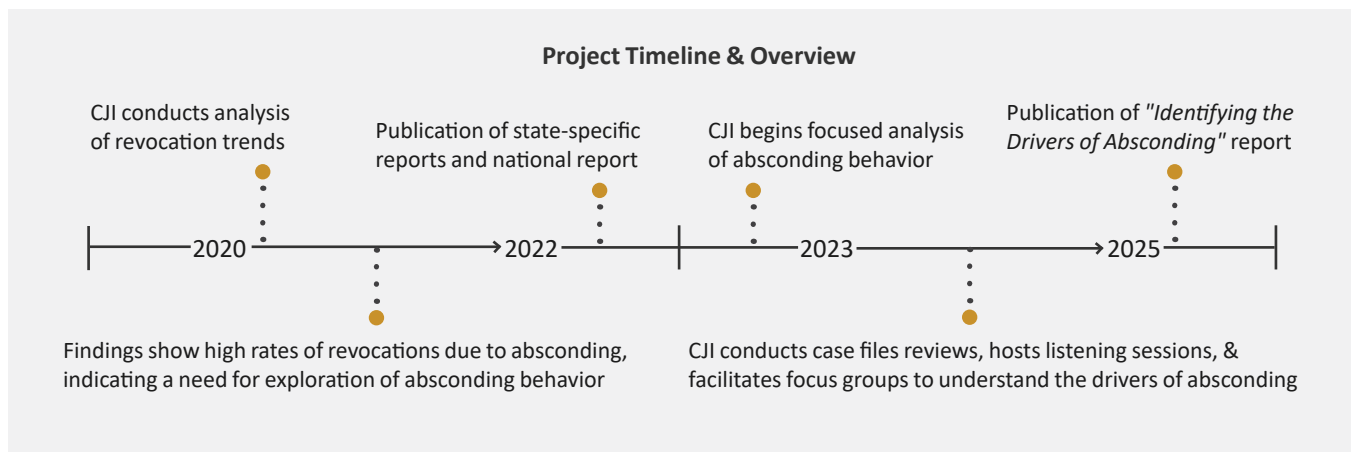 Project Timeline & Overview
CJI conducts analysis
of revocation trends
Publication of state-specific
reports and national report
CJI begins focused analysis
of absconding behavior
Publication of "Identifying the
Drivers of Absconding" report
2020
2022
2023
2025
Findings show high rates of revocations due to absconding,
indicating a need for exploration of absconding behavior
CJI conducts case files reviews, hosts listening sessions, &
facilitates focus groups to understand the drivers of absconding